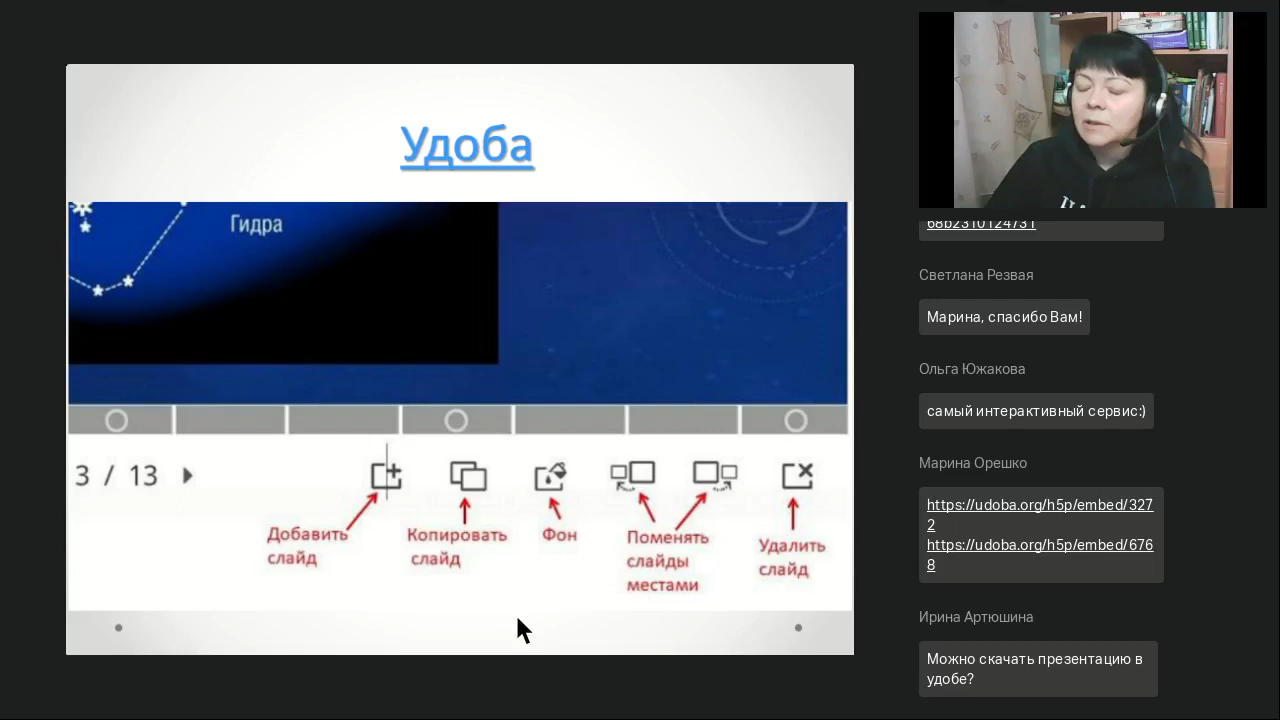 Удоба
Гидра
3 / 13
Добавить
слайд
Копировать
слайд
Фон
Поменять
слайды
местами
Удалить
слайд
68b2310124731
Светлана Резвая
Марина, спасибо Вам!
Ольга Южакова
самый интерактивный сервис:)
Марина Орешко
https://udoba.org/h5p/embed/327
2
https://udoba.org/h5p/embed/676
8
Ирина Артюшина
Можно скачать презентацию в
удобе?